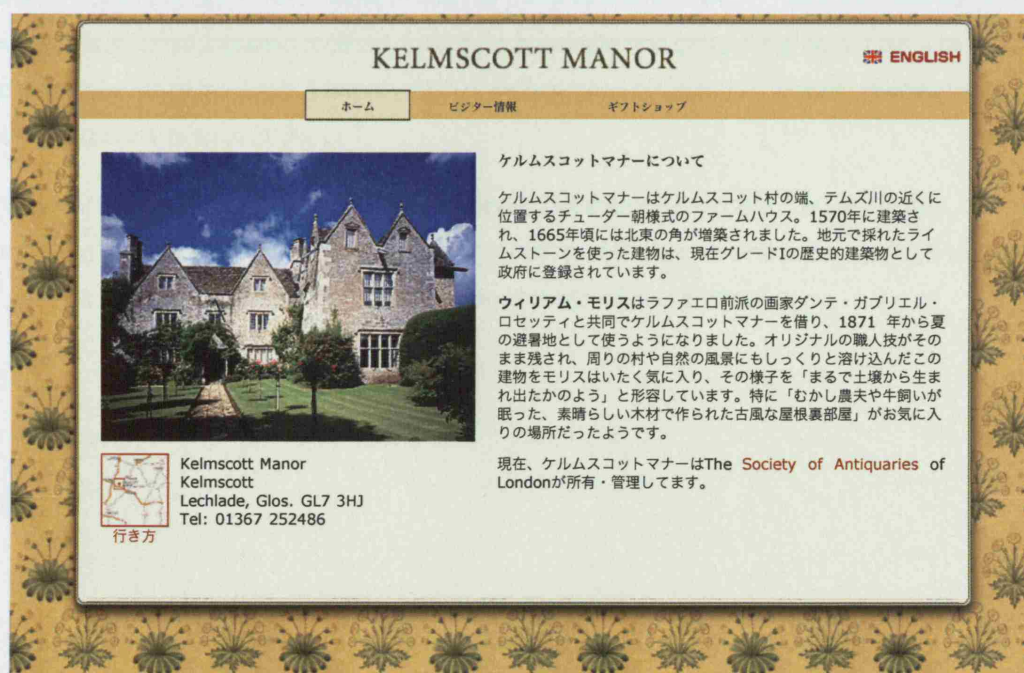 KELMSCOTT MANOR
ENGLISH
ホーム
ビジター情報
ギフトショップ
ケルムスコットマナーについて
ケルムスコットマナーはケルムスコット村の端、テムズ川の近くに
位置するチューダー朝様式のファームハウス。1570年に建築さ
れ、1665年頃には北東の角が増築されました。地元で採れたライ
ムストーンを使った建物は、現在グレードIの歴史的建築物として
政府に登録されています。
ウィリアム・モリスはラファエロ前派の画家ダンテ・ガブリエル・
ロセッティと共同でケルムスコットマナーを借り、1871 年から夏
の避暑地として使うようになりました。オリジナルの職人技がその
まま残され、周りの村や自然の風景にもしっくりと溶け込んだこの
建物をモリスはいたく気に入り、その様子を「まるで土壌から生ま
れ出たかのよう」と形容しています。特に「むかし農夫や牛飼いが
眠った、素晴らしい木材で作られた古風な屋根裏部屋」がお気に入
りの場所だったようです。
現在、ケルムスコットマナーはThe Society of Antiquaries of
Londonが所有・管理してます。
Kelmscott Manor
Kelmscott
Lechlade, Glos. GL7 3HJ
Tel: 01367 252486
行き方